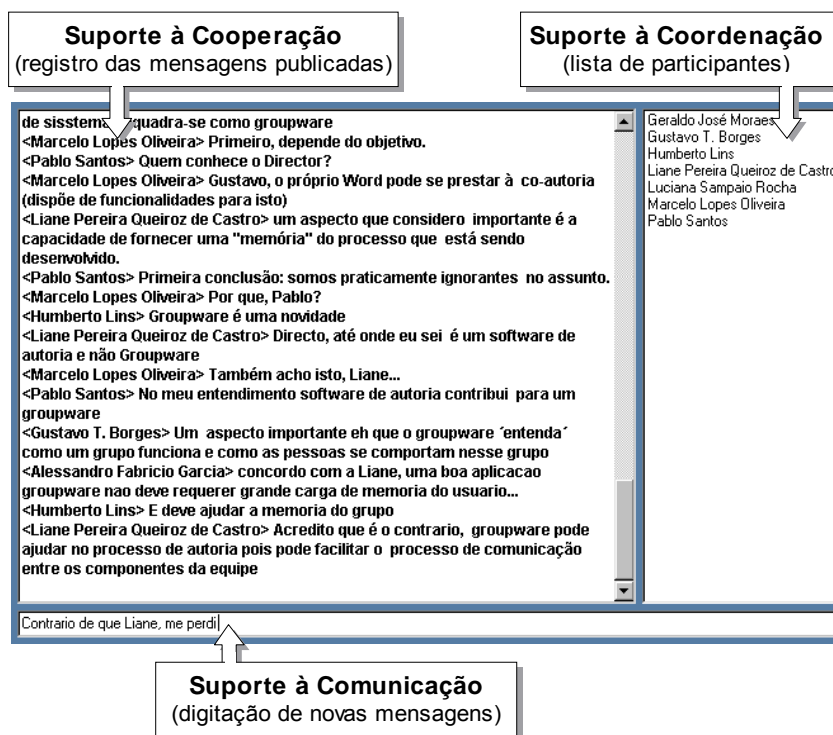 Suporte à Cooperação
(registro das mensagens publicadas)
Suporte à Coordenação
(lista de participantes)
de sisstema quadra-se como groupware
<Marcelo Lopes Oliveira> Primeiro, depende do objetivo.
<Pablo Santos> Quem conhece o Director?
<Marcelo Lopes Oliveira> Gustavo, o próprio Word pode se prestar à co-autoria
(dispõe de funcionalidades para isto)
<Liane Pereira Queiroz de Castro> um aspecto que considero importante é a
capacidade de fornecer uma "memória" do processo que está sendo
desenvolvido.
<Pablo Santos> Primeira conclusão: somos praticamente ignorantes no assunto.
<Marcelo Lopes Oliveira> Por que, Pablo?
<Humberto Lins> Groupware é uma novidade
<Liane Pereira Queiroz de Castro> Directo, até onde eu sei é um software de
autoria e não Groupware
<Marcelo Lopes Oliveira> Também acho isto, Liane...
<Pablo Santos> No meu entendimento software de autoria contribui para um
groupware
<Gustavo T. Borges> Um aspecto importante eh que o groupware ´entenda´
como um grupo funciona e como as pessoas se comportam nesse grupo
<Alessandro Fabricio Garcia> concordo com a Liane, uma boa aplicacao
groupware nao deve requerer grande carga de memoria do usuario...
<Humberto Lins> E deve ajudar a memoria do grupo
<Liane Pereira Queiroz de Castro> Acredito que é o contrario, groupware pode
ajudar no processo de autoria pois pode facilitar o processo de comunicação
entre os componentes da equipe
Geraldo José Moraes
Gustavo T. Borges
Humberto Lins
Liane Pereira Queiroz de Castro
Luciana Sampaio Rocha
Marcelo Lopes Oliveira
Pablo Santos
Contrario de que Liane, me perdi
Suporte à Comunicação
(digitação de novas mensagens)